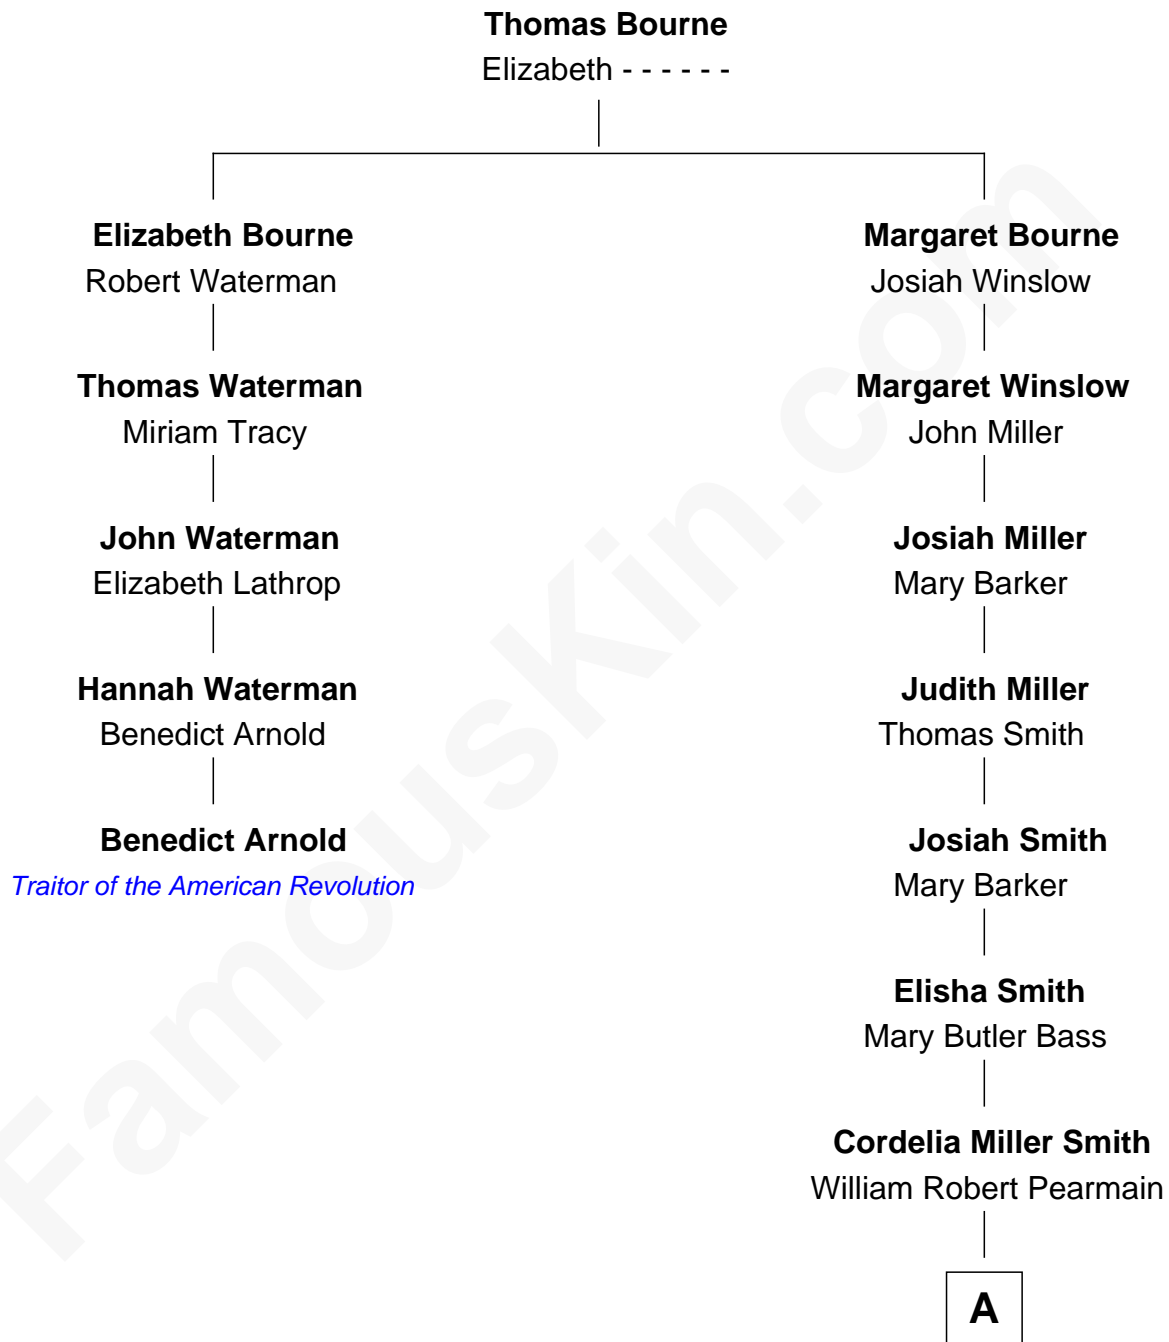 Thomas Bourne
Elizabeth - - - - - -
Elizabeth Bourne
Robert Waterman
Thomas Waterman
Miriam Tracy
John Waterman
Elizabeth Lathrop
Hannah Waterman
Benedict Arnold
Benedict Arnold
Traitor of the American Revolution
Margaret Bourne
Josiah Winslow
Margaret Winslow
John Miller
Josiah Miller
Mary Barker
Judith Miller
Thomas Smith
Josiah Smith
Mary Barker
Elisha Smith
Mary Butler Bass
Cordelia Miller Smith
William Robert Pearmain
A
FamousKin.com